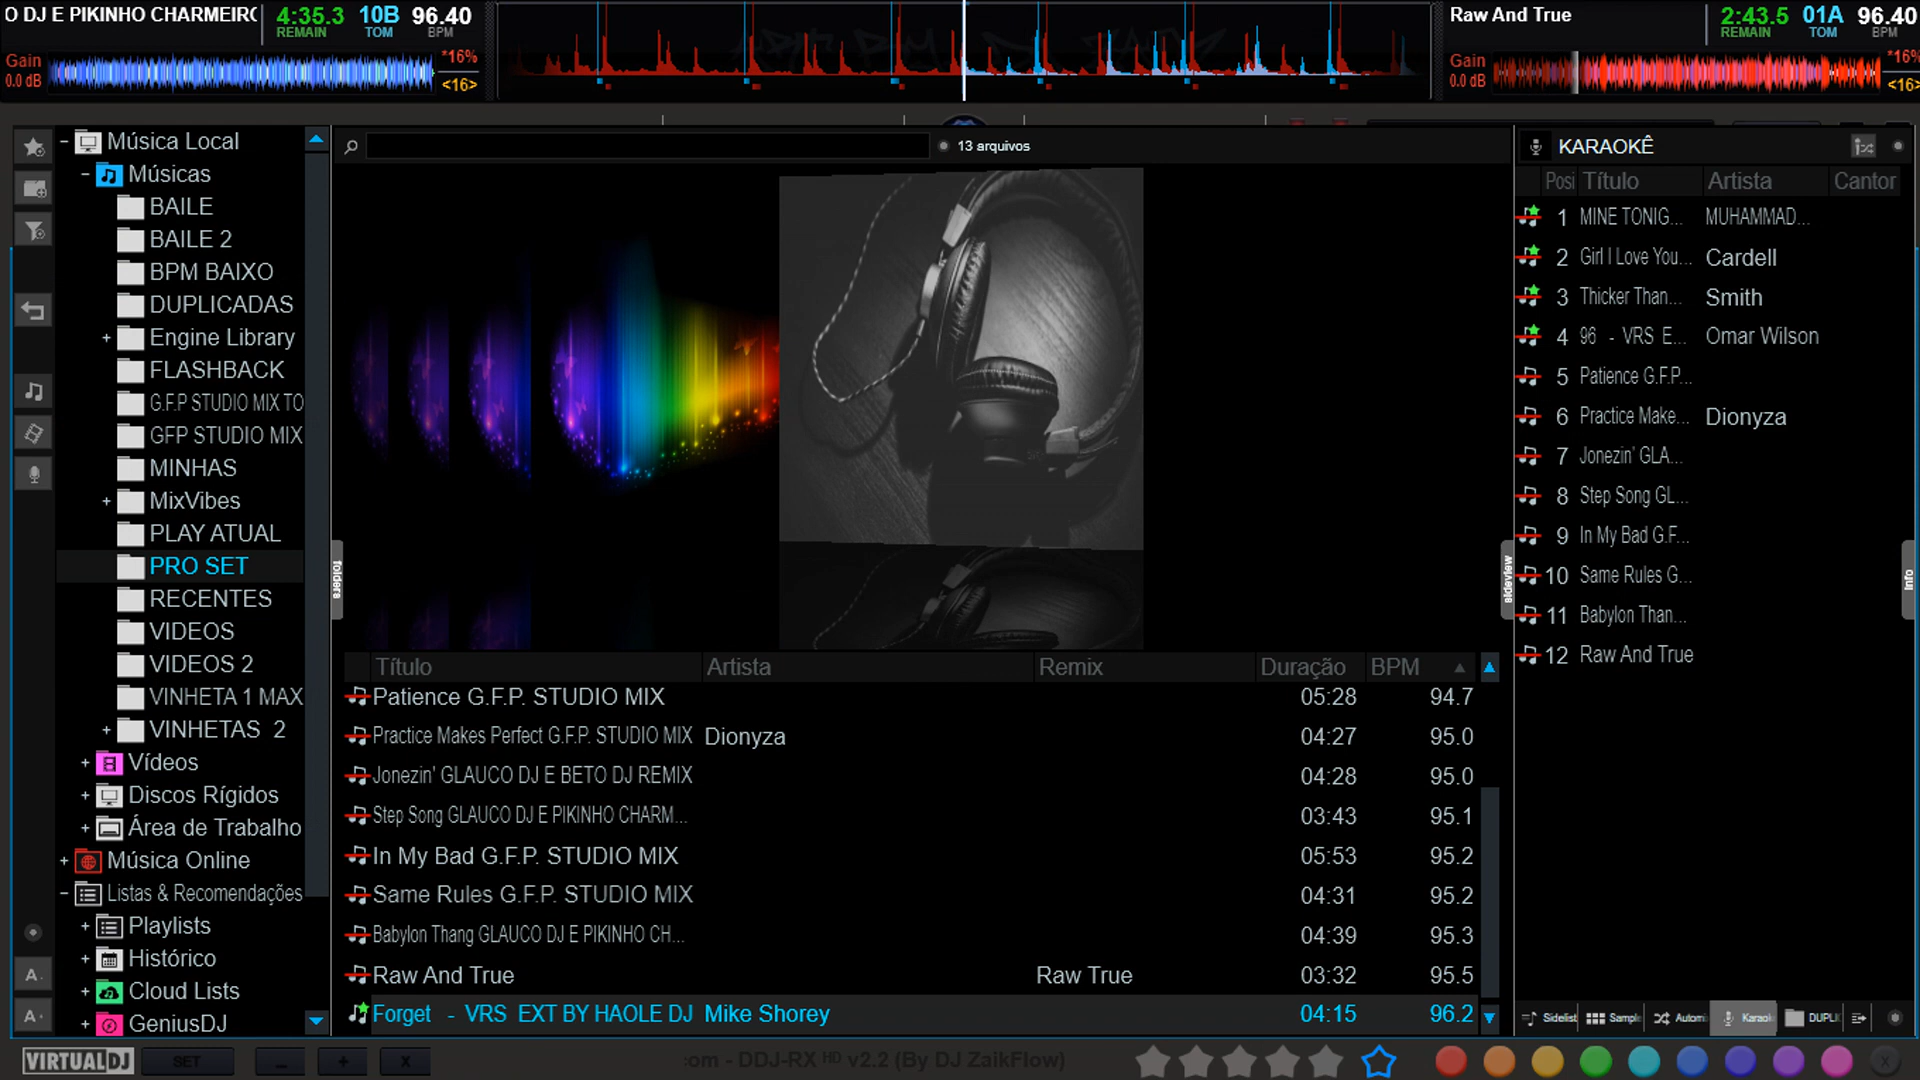 O DJ E PIKINHO CHARMEIRO
4:35.3 REMAIN
10B TOM
96.40 BPM
Gain 0.0 dB
*16%
<16>
Raw And True
2:43.5 REMAIN
01A TOM
96.40 BPM
Gain 0.0 dB
*16%
<16>
Música Local
Músicas
BAILE
BAILE 2
BPM BAIXO
DUPLICADAS
Engine Library
FLASHBACK
G.F.P STUDIO MIX TO
GFP STUDIO MIX
MINHAS
MixVibes
PLAY ATUAL
PRO SET
RECENTES
VIDEOS
VIDEOS 2
VINHETA 1 MAX
VINHETAS 2
Vídeos
Discos Rígidos
Área de Trabalho
Música Online
Listas & Recomendações
Playlists
Histórico
Cloud Lists
GeniusDJ
folders
13 arquivos
Título Artista Remix Duração BPM
Patience G.F.P. STUDIO MIX 05:28 94.7
Practice Makes Perfect G.F.P. STUDIO MIX Dionyza 04:27 95.0
Jonezin' GLAUCO DJ E BETO DJ REMIX 04:28 95.0
Step Song GLAUCO DJ E PIKINHO CHARM... 03:43 95.1
In My Bad G.F.P. STUDIO MIX 05:53 95.2
Same Rules G.F.P. STUDIO MIX 04:31 95.2
Babylon Thang GLAUCO DJ E PIKINHO CH... 04:39 95.3
Raw And True Raw True 03:32 95.5
Forget - VRS EXT BY HAOLE DJ Mike Shorey 04:15 96.2
sideview
KARAOKÊ
Posi Título Artista Cantor
1 MINE TONIG... MUHAMMAD...
2 Girl I Love You... Cardell
3 Thicker Than... Smith
4 96 - VRS E... Omar Wilson
5 Patience G.F.P...
6 Practice Make... Dionyza
7 Jonezin' GLA...
8 Step Song GL...
9 In My Bad G.F...
10 Same Rules G...
11 Babylon Than...
12 Raw And True
Info
Sidelist Sampl Autom Karaok DUPLI
A
A
VIRTUALDJ SET _ + X
om - DDJ-RX HD v2.2 (By DJ ZaikFlow)
X